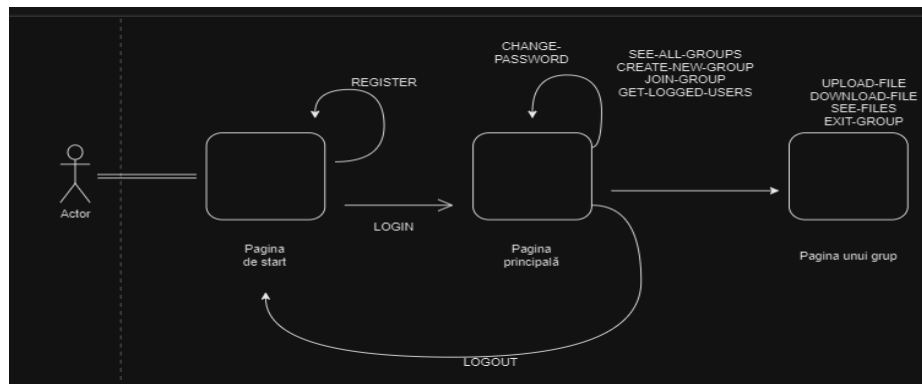 CHANGE-
PASSWORD
SEE-ALL-GROUPS
CREATE-NEW-GROUP
JOIN-GROUP
GET-LOGGED-USERS
REGISTER
UPLOAD-FILE
DOWNLOAD-FILE
SEE-FILES
EXIT-GROUP
Actor
LOGIN
Pagina
de start
Pagina
principală
Pagina unui grup
LOGOUT